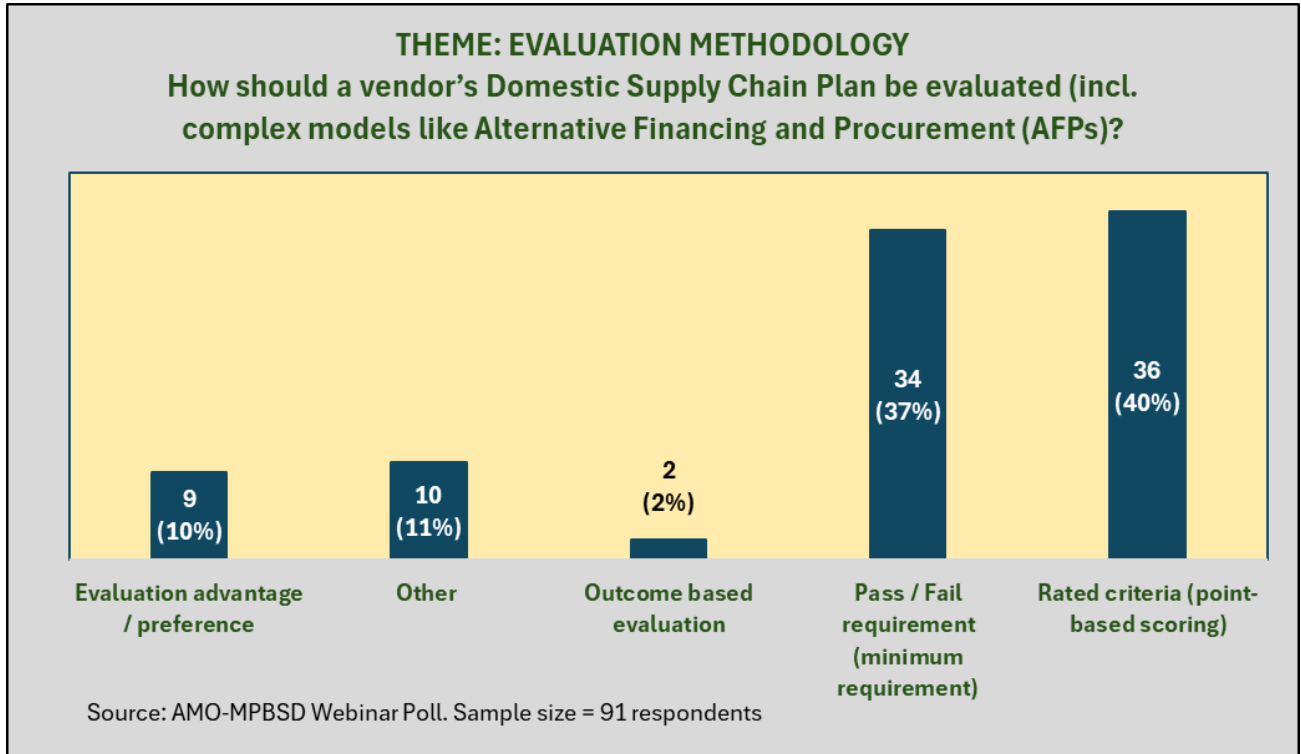 THEME: EVALUATION METHODOLOGY
How should a vendor’s Domestic Supply Chain Plan be evaluated (incl.
complex models like Alternative Financing and Procurement (AFPs)?
9
(10%)
10
(11%)
2
(2%)
34
(37%)
36
(40%)
Evaluation advantage
/ preference
Other
Outcome based
evaluation
Pass / Fail
requirement
(minimum
requirement)
Rated criteria (point-
based scoring)
Source: AMO-MPBSD Webinar Poll. Sample size = 91 respondents